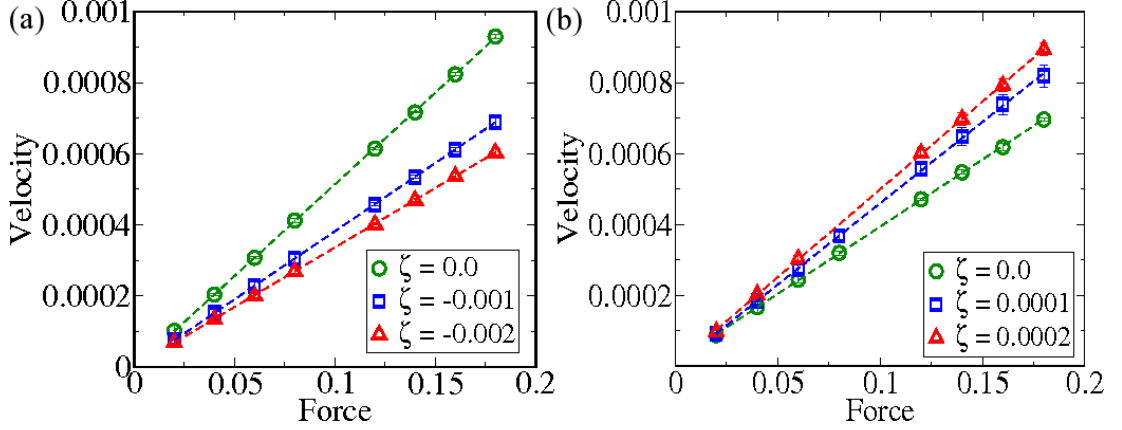 (a)
0.001
0.0008
0.0006
0.0004
0.0002
0
Velocity
0 0.05 0.1 0.15 0.2
Force
ζ = 0.0
ζ = -0.001
ζ = -0.002
(b)
0.001
0.0008
0.0006
0.0004
0.0002
Velocity
0 0.05 0.1 0.15 0.2
Force
ζ = 0.0
ζ = 0.0001
ζ = 0.0002